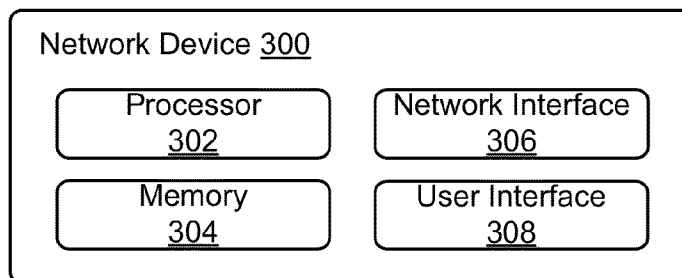 Network Device 300
Processor
302
Network Interface
306
Memory
304
User Interface
308